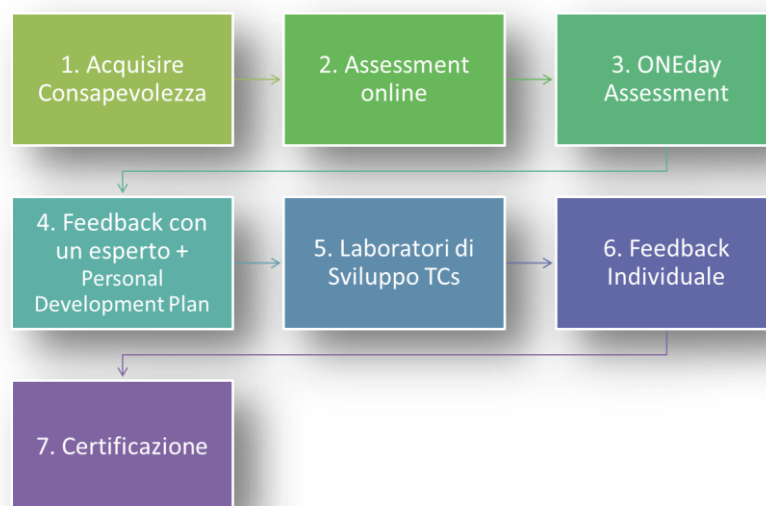 1. Acquisire
Consapevolezza
2. Assessment
online
3. ONEday
Assessment
4. Feedback con
un esperto +
Personal
Development Plan
5. Laboratori di
Sviluppo TCs
6. Feedback
Individuale
7. Certificazione